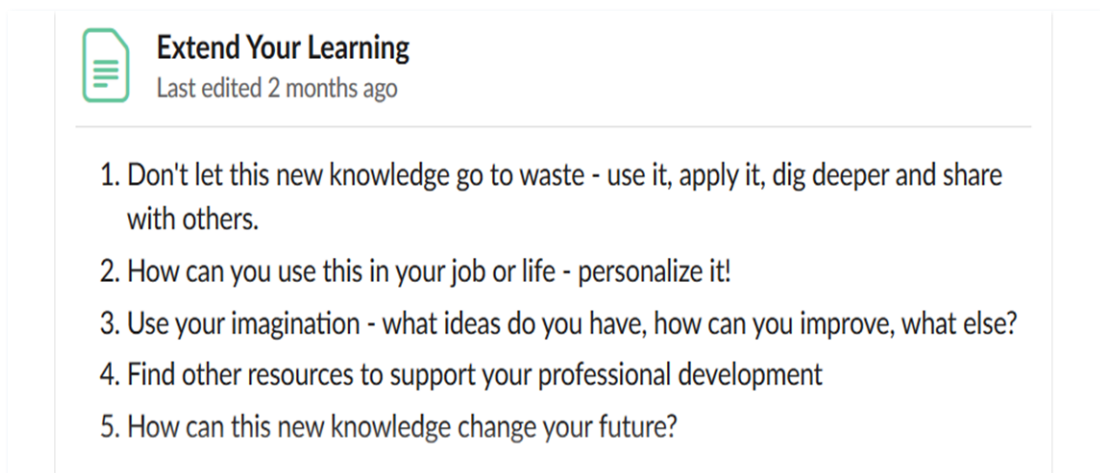 Extend Your Learning
Last edited 2 months ago
1. Don't let this new knowledge go to waste - use it, apply it, dig deeper and share
with others.
2. How can you use this in your job or life - personalize it!
3. Use your imagination - what ideas do you have, how can you improve, what else?
4. Find other resources to support your professional development
5. How can this new knowledge change your future?